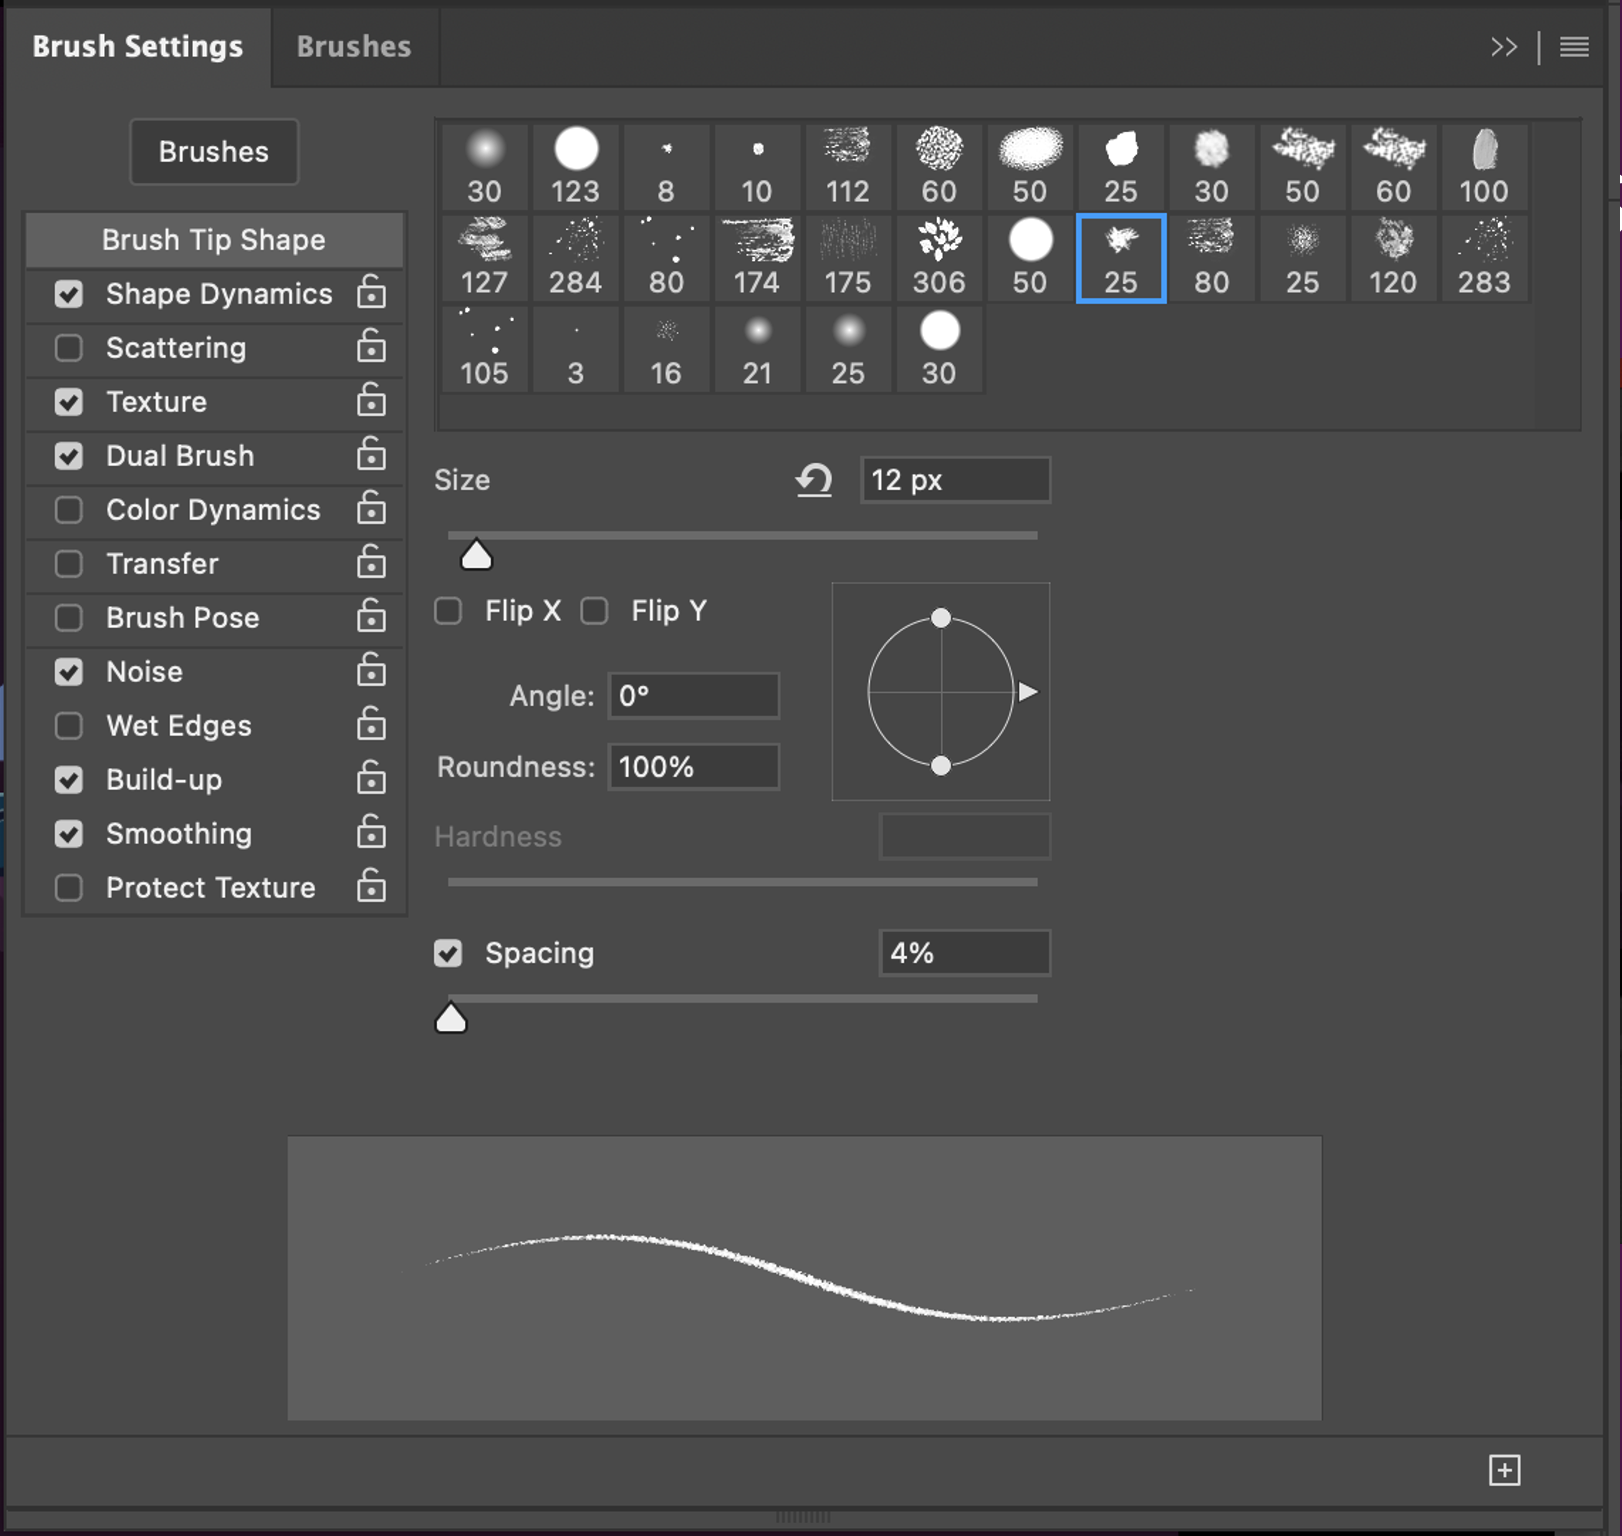 Brush Settings
Brushes
Brushes
Brush Tip Shape
Shape Dynamics
Scattering
Texture
Dual Brush
Color Dynamics
Transfer
Brush Pose
Noise
Wet Edges
Build-up
Smoothing
Protect Texture
30 123 8 10 112 60 50 25 30 50 60 100
127 284 80 174 175 306 50 25 80 25 120 283
105 3 16 21 25 30
Size 12 px
Flip X Flip Y
Angle: 0°
Roundness: 100%
Hardness
Spacing 4%